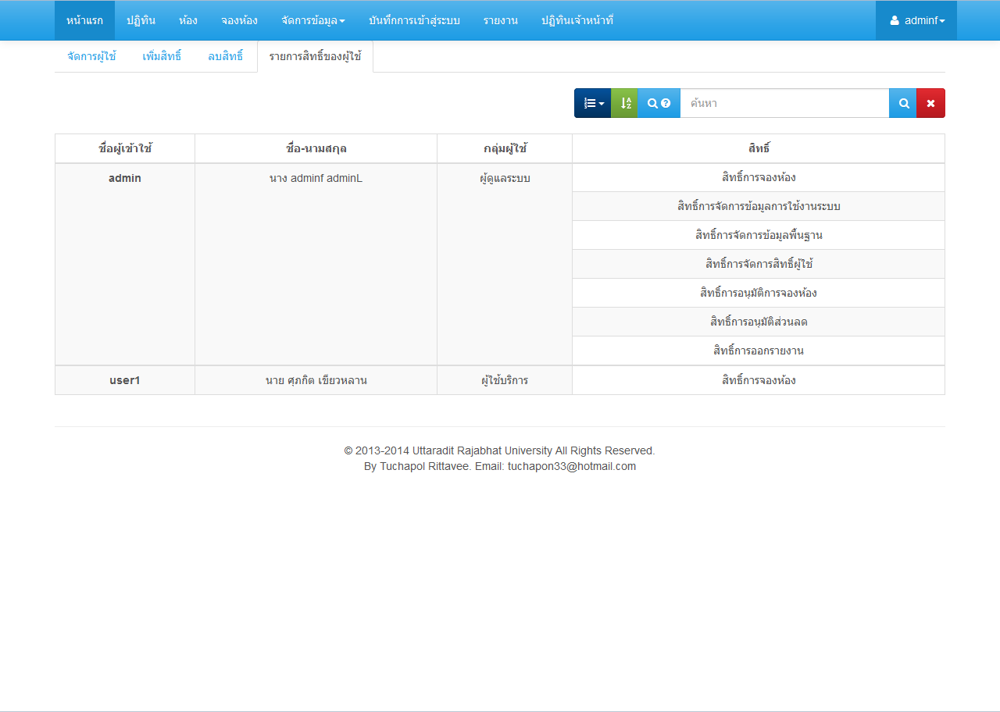 หน้าแรก ปฏิทิน ห้อง จองห้อง จัดการข้อมูล บันทึกการเข้าสู่ระบบ รายงาน ปฏิทินเจ้าหน้าที่ adminf
จัดการผู้ใช้ เพิ่มสิทธิ์ ลบสิทธิ์ รายการสิทธิ์ของผู้ใช้
ค้นหา
ชื่อผู้เข้าใช้ ชื่อ-นามสกุล กลุ่มผู้ใช้ สิทธิ์
admin นาง adminf adminL ผู้ดูแลระบบ สิทธิ์การจองห้อง
สิทธิ์การจัดการข้อมูลการใช้งานระบบ
สิทธิ์การจัดการข้อมูลพื้นฐาน
สิทธิ์การจัดการสิทธิ์ผู้ใช้
สิทธิ์การอนุมัติการจองห้อง
สิทธิ์การอนุมัติส่วนลด
สิทธิ์การออกรายงาน
user1 นาย ศุภกิต เขียวหลาน ผู้ใช้บริการ สิทธิ์การจองห้อง
© 2013-2014 Uttaradit Rajabhat University All Rights Reserved.
By Tuchapol Rittavee. Email: tuchapon33@hotmail.com